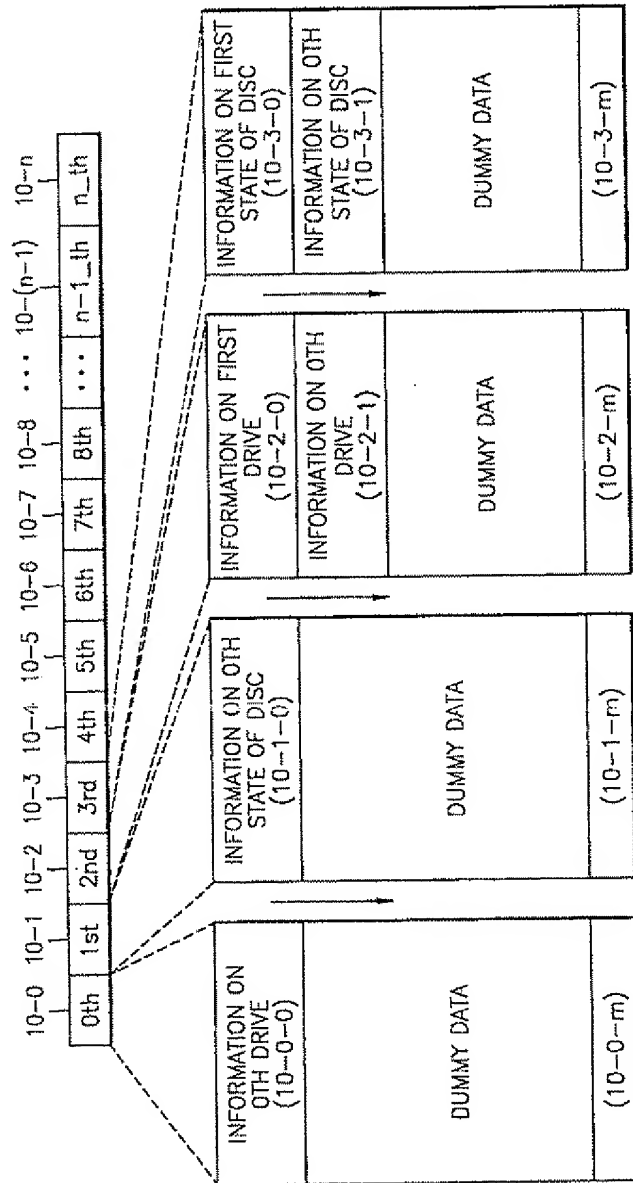 10-0 10-1 10-2 10-3 10-4 10-5 10-6 10-7 10-8 ... 10-(n-1) 10-n
0th 1st 2nd 3rd 4th 5th 6th 7th 8th ... n-1_th n_th
INFORMATION ON
0TH DRIVE
(10-0-0)
DUMMY DATA
(10-0-m)
INFORMATION ON 0TH
STATE OF DISC
(10-1-0)
DUMMY DATA
(10-1-m)
INFORMATION ON FIRST
DRIVE
(10-2-0)
INFORMATION ON 0TH
DRIVE
(10-2-1)
DUMMY DATA
(10-2-m)
INFORMATION ON FIRST
STATE OF DISC
(10-3-0)
INFORMATION ON 0TH
STATE OF DISC
(10-3-1)
DUMMY DATA
(10-3-m)